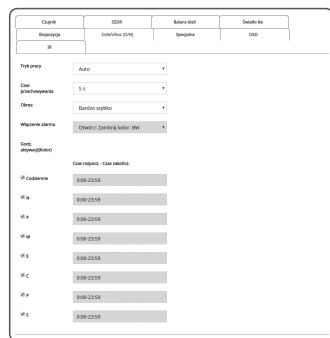 Czujnik SSDR Balans bieli Światło tła
Ekspozycja Dzień/Noc (D/N) Specjalne OSD
IR
Tryb pracy Auto
Czas
przechowywania 5 s
Okres Bardzo szybko
Włączenie alarmu Otwórz: Zamknij kolor: BW
Godz.
aktywacji(Kolor)
Czas rozpocz. - Czas zakończ.
Codziennie 0:00-23:59
N 0:00-23:59
P 0:00-23:59
W 0:00-23:59
Ś 0:00-23:59
C 0:00-23:59
P 0:00-23:59
S 0:00-23:59